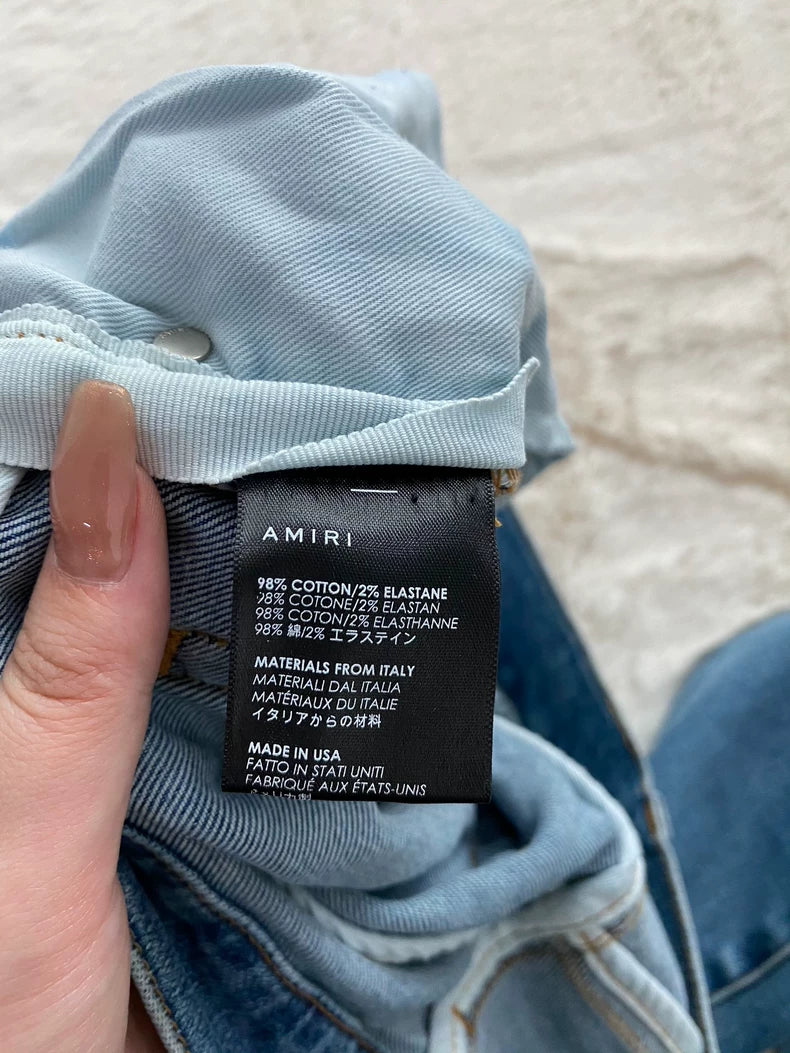 AMIRI
98% COTTON/2% ELASTANE
98% COTONE/2% ELASTAN
98% COTON/2% ELASTHANNE
98% 綿/2% エラステイン
MATERIALS FROM ITALY
MATERIALI DAL ITALIA
MATÉRIAUX DU ITALIE
イタリアからの材料
MADE IN USA
FATTO IN STATI UNITI
FABRIQUÉ AUX ÉTATS-UNIS